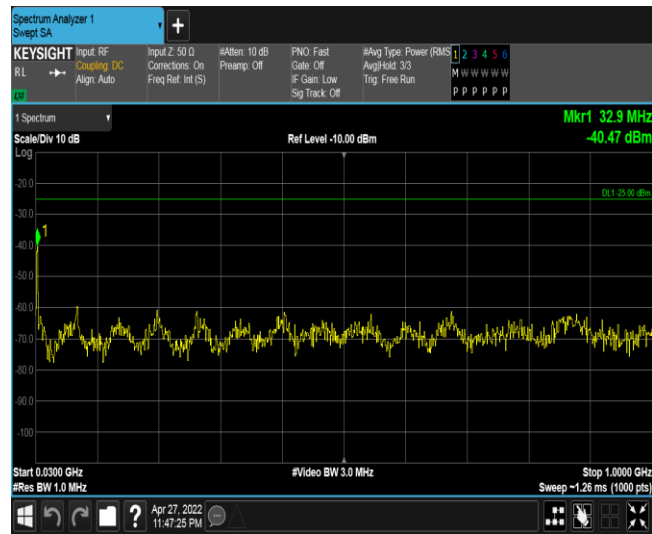 Spectrum Analyzer 1
Swept SA
KEYSIGHT Input: RF Input Z: 50 Ω #Atten: 10 dB PNO: Fast #Avg Type: Power (RMS 1 2 3 4 5 6
RL Coupling: DC Corrections: On Preamp: Off Gate: Off Avg|Hold: 3/3 M W W W W W
Align: Auto Freq Ref: Int (S) IF Gain: Low Trig: Free Run
Sig Track: Off P P P P P P
1 Spectrum Mkr1 32.9 MHz
Scale/Div 10 dB Ref Level -10.00 dBm -40.47 dBm
Log
-20.0
DL1 -25.00 dBm
-30.0
1
-40.0
-50.0
-60.0
-70.0
-80.0
-90.0
-100
Start 0.0300 GHz #Video BW 3.0 MHz Stop 1.0000 GHz
#Res BW 1.0 MHz Sweep ~1.26 ms (1000 pts)
? Apr 27, 2022
11:47:25 PM